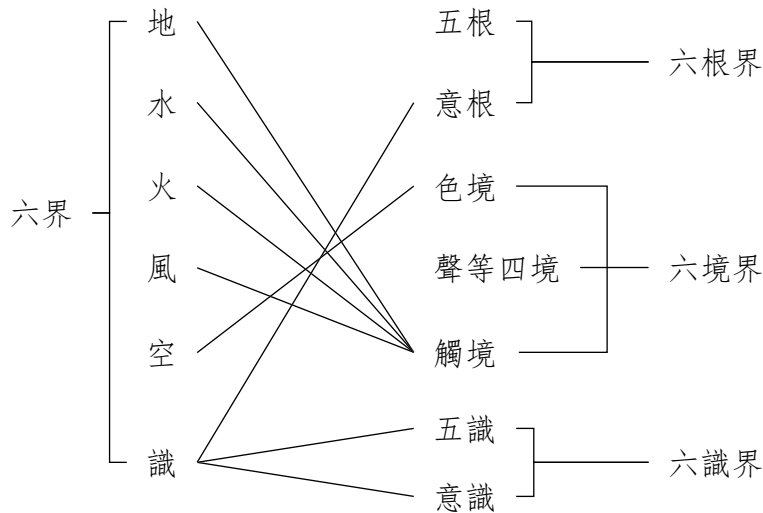 六界
地
水
火
風
空
識
五根
意根
色境
聲等四境
觸境
五識
意識
六根界
六境界
六識界